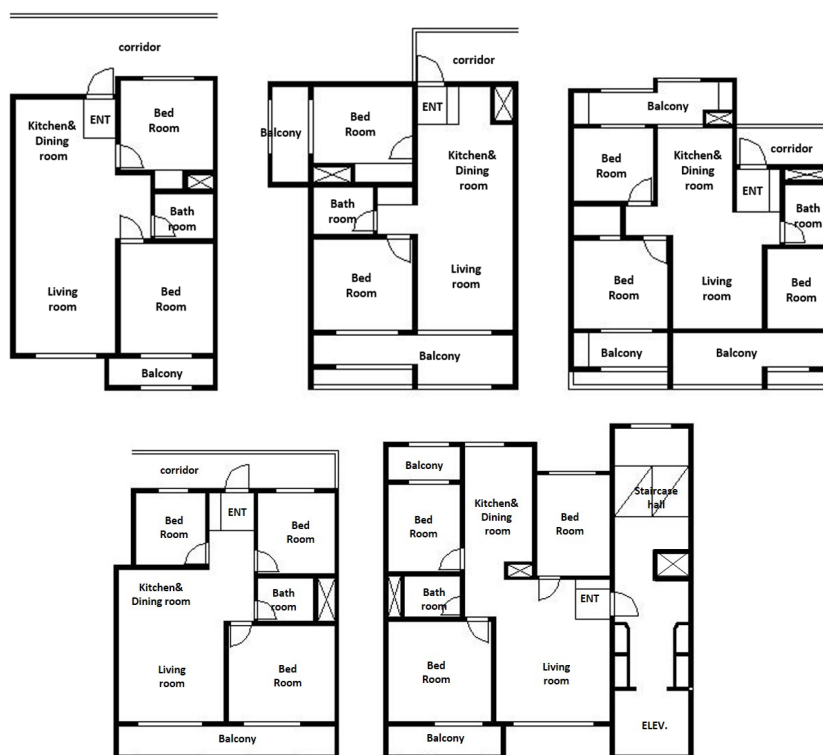 corridor
Kitchen&
Dining
room
ENT
Bed
Room
Bath
room
Living
room
Bed
Room
Balcony
corridor
ENT
Balcony
Bed
Room
Kitchen&
Dining
room
Bath
room
Bed
Room
Living
room
Balcony
Balcony
corridor
Bed
Room
Kitchen&
Dining
room
ENT
Bath
room
Bed
Room
Living
room
Bed
Room
Balcony
Balcony
corridor
Bed
Room
ENT
Bed
Room
Kitchen&
Dining room
Bath
room
Living
room
Bed
Room
Balcony
Balcony
Kitchen&
Dining
room
Bed
Room
Bed
Room
Staircase
hall
Bath
room
ENT
Bed
Room
Living
room
Balcony
ELEV.